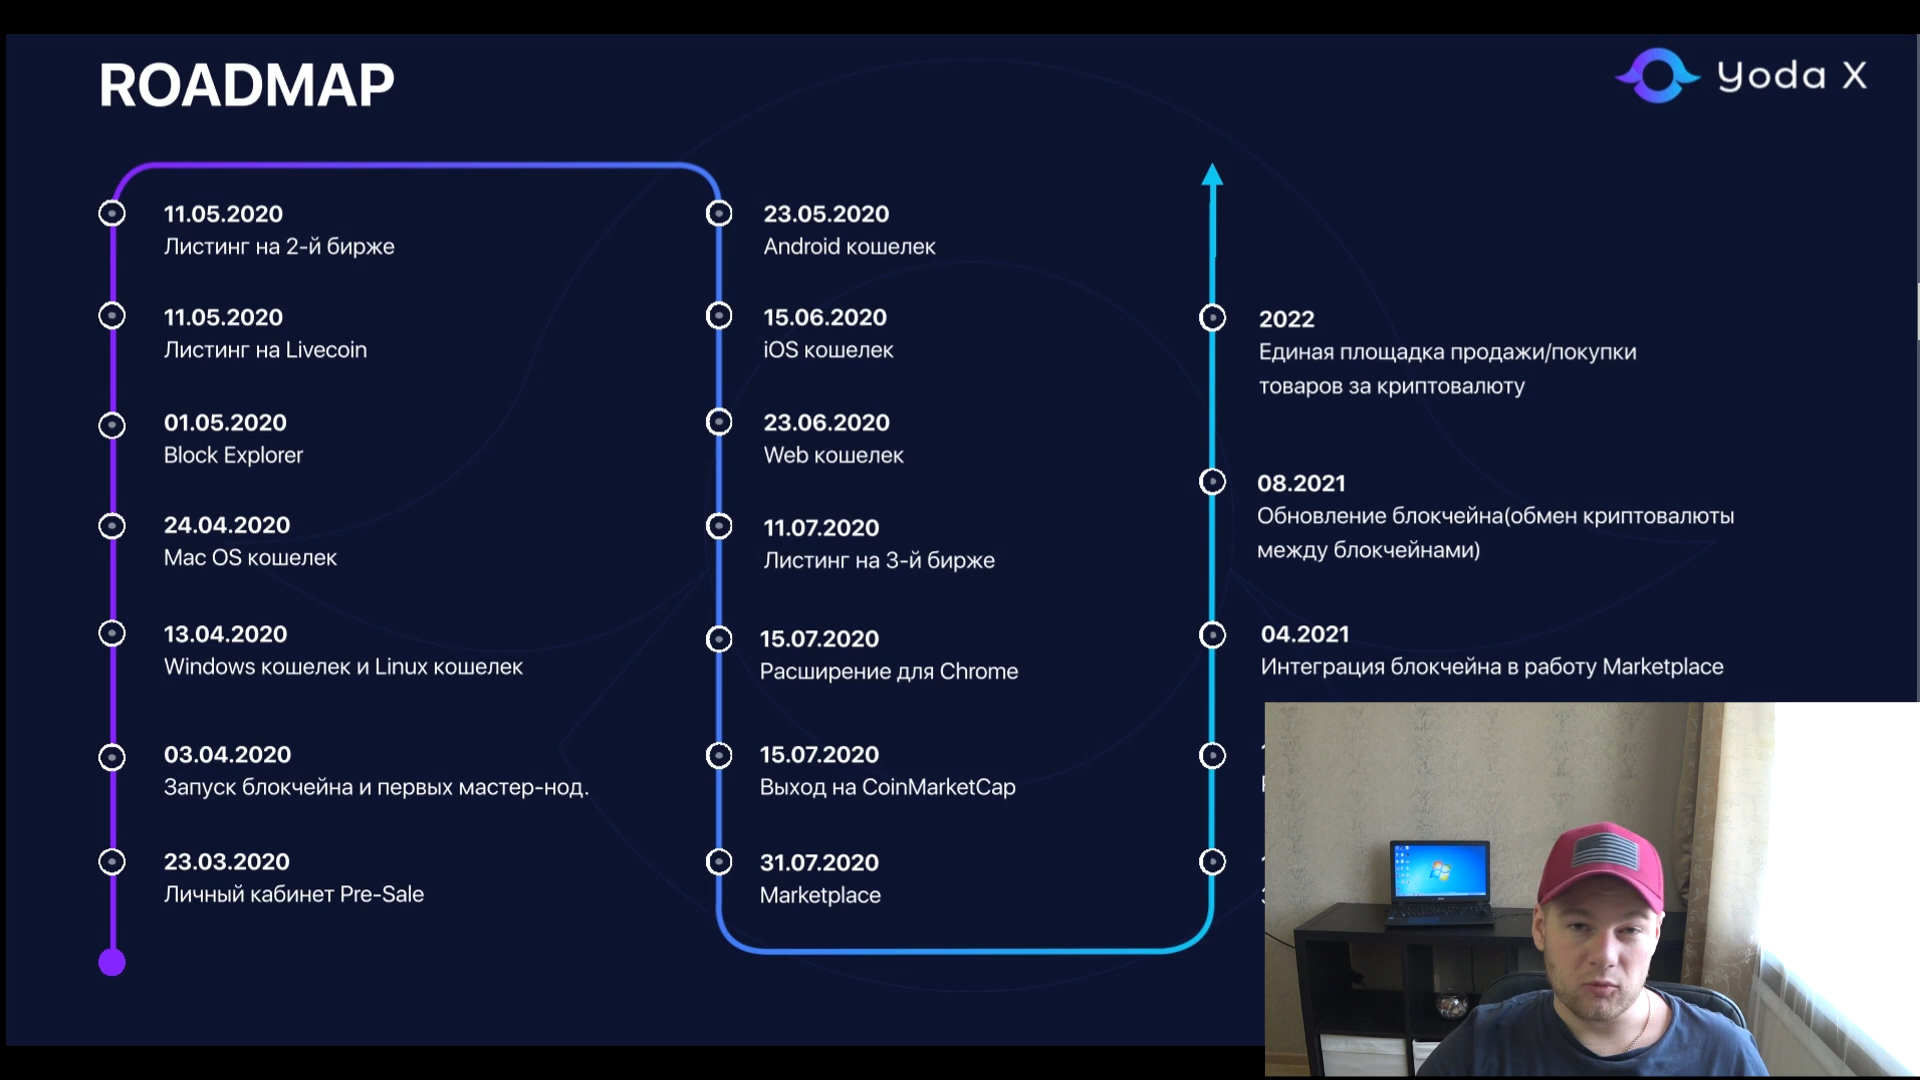 ROADMAP
Yoda X
11.05.2020
Листинг на 2-й бирже
11.05.2020
Листинг на Livecoin
01.05.2020
Block Explorer
24.04.2020
Mac OS кошелек
13.04.2020
Windows кошелек и Linux кошелек
03.04.2020
Запуск блокчейна и первых мастер-нод.
23.03.2020
Личный кабинет Pre-Sale
23.05.2020
Android кошелек
15.06.2020
iOS кошелек
23.06.2020
Web кошелек
11.07.2020
Листинг на 3-й бирже
15.07.2020
Расширение для Chrome
15.07.2020
Выход на CoinMarketCap
31.07.2020
Marketplace
2022
Единая площадка продажи/покупки
товаров за криптовалюту
08.2021
Обновление блокчейна(обмен криптовалюты
между блокчейнами)
04.2021
Интеграция блокчейна в работу Marketplace